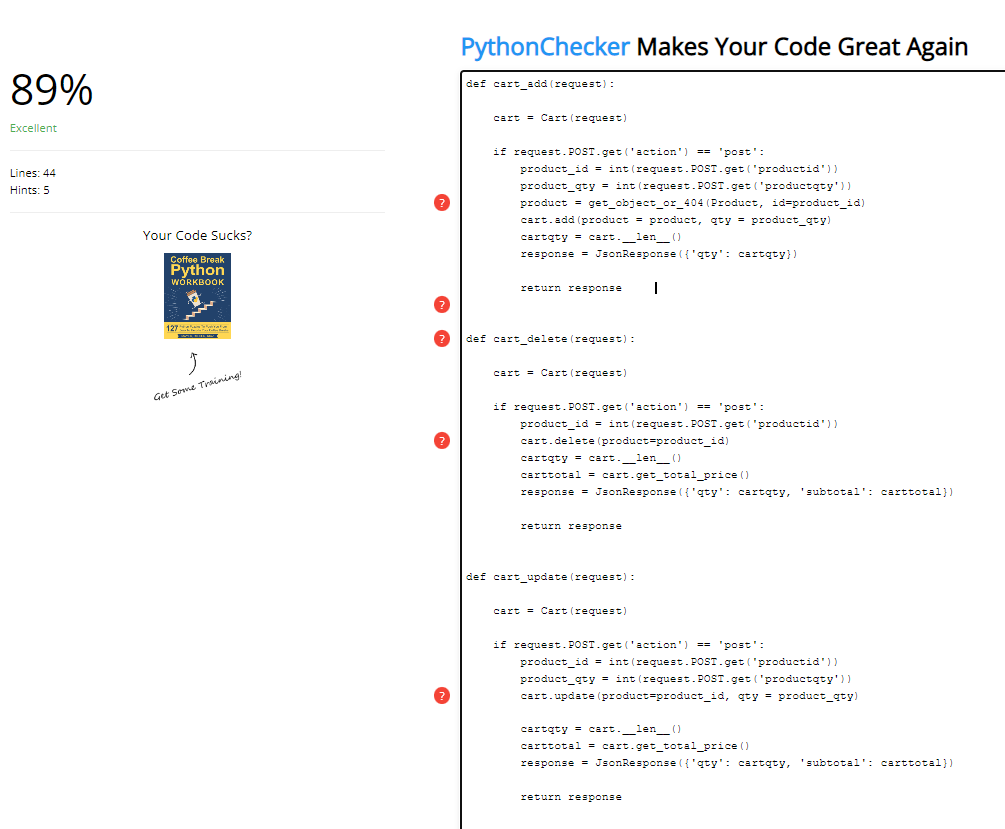 PythonChecker Makes Your Code Great Again
89%
Excellent
Lines: 44
Hints: 5
Your Code Sucks?
Coffee Break
Python
WORKBOOK
127
Get Some Training!
def cart_add(request):
cart = Cart(request)
if request.POST.get('action') == 'post':
product_id = int(request.POST.get('productid'))
product_qty = int(request.POST.get('productqty'))
?
product = get_object_or_404(Product, id=product_id)
cart.add(product = product, qty = product_qty)
cartqty = cart.__len__()
response = JsonResponse({'qty': cartqty})
return response
?
?
def cart_delete(request):
cart = Cart(request)
if request.POST.get('action') == 'post':
product_id = int(request.POST.get('productid'))
?
cart.delete(product=product_id)
cartqty = cart.__len__()
carttotal = cart.get_total_price()
response = JsonResponse({'qty': cartqty, 'subtotal': carttotal})
return response
def cart_update(request):
cart = Cart(request)
if request.POST.get('action') == 'post':
product_id = int(request.POST.get('productid'))
product_qty = int(request.POST.get('productqty'))
?
cart.update(product=product_id, qty = product_qty)
cartqty = cart.__len__()
carttotal = cart.get_total_price()
response = JsonResponse({'qty': cartqty, 'subtotal': carttotal})
return response